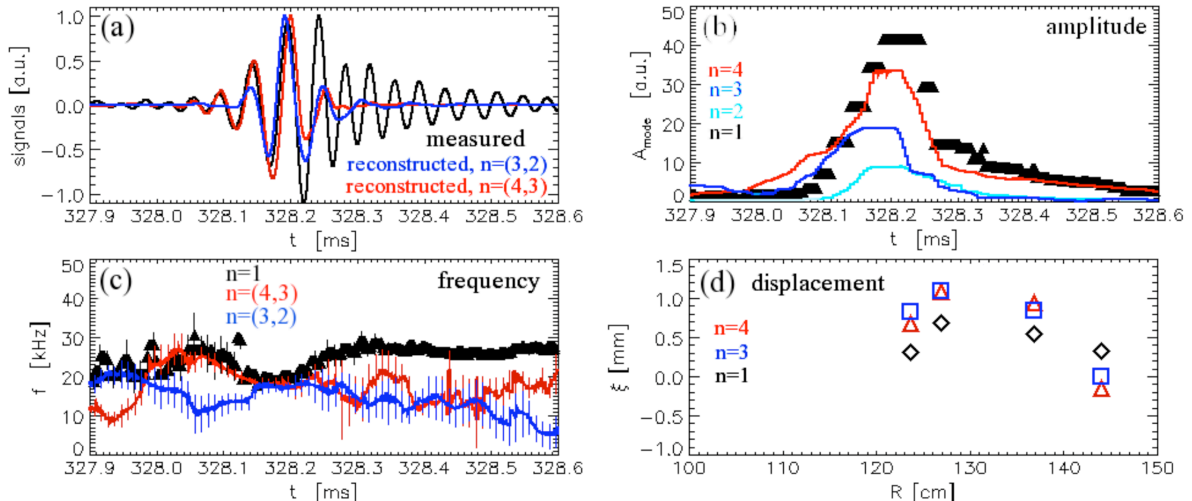 (a)
signals [a.u.]
1.0
0.5
0.0
−0.5
−1.0
measured
reconstructed, n=(3,2)
reconstructed, n=(4,3)
327.9 328.0 328.1 328.2 328.3 328.4 328.5 328.6
t [ms]
(b)
amplitude
A_mode [a.u.]
50
40
30
20
10
0
n=4
n=3
n=2
n=1
327.9 328.0 328.1 328.2 328.3 328.4 328.5 328.6
t [ms]
(c)
frequency
f [kHz]
50
40
30
20
10
0
n=1
n=(4,3)
n=(3,2)
327.9 328.0 328.1 328.2 328.3 328.4 328.5 328.6
t [ms]
(d)
displacement
ξ [mm]
1.5
1.0
0.5
0.0
−0.5
−1.0
n=4
n=3
n=1
100 110 120 130 140 150
R [cm]